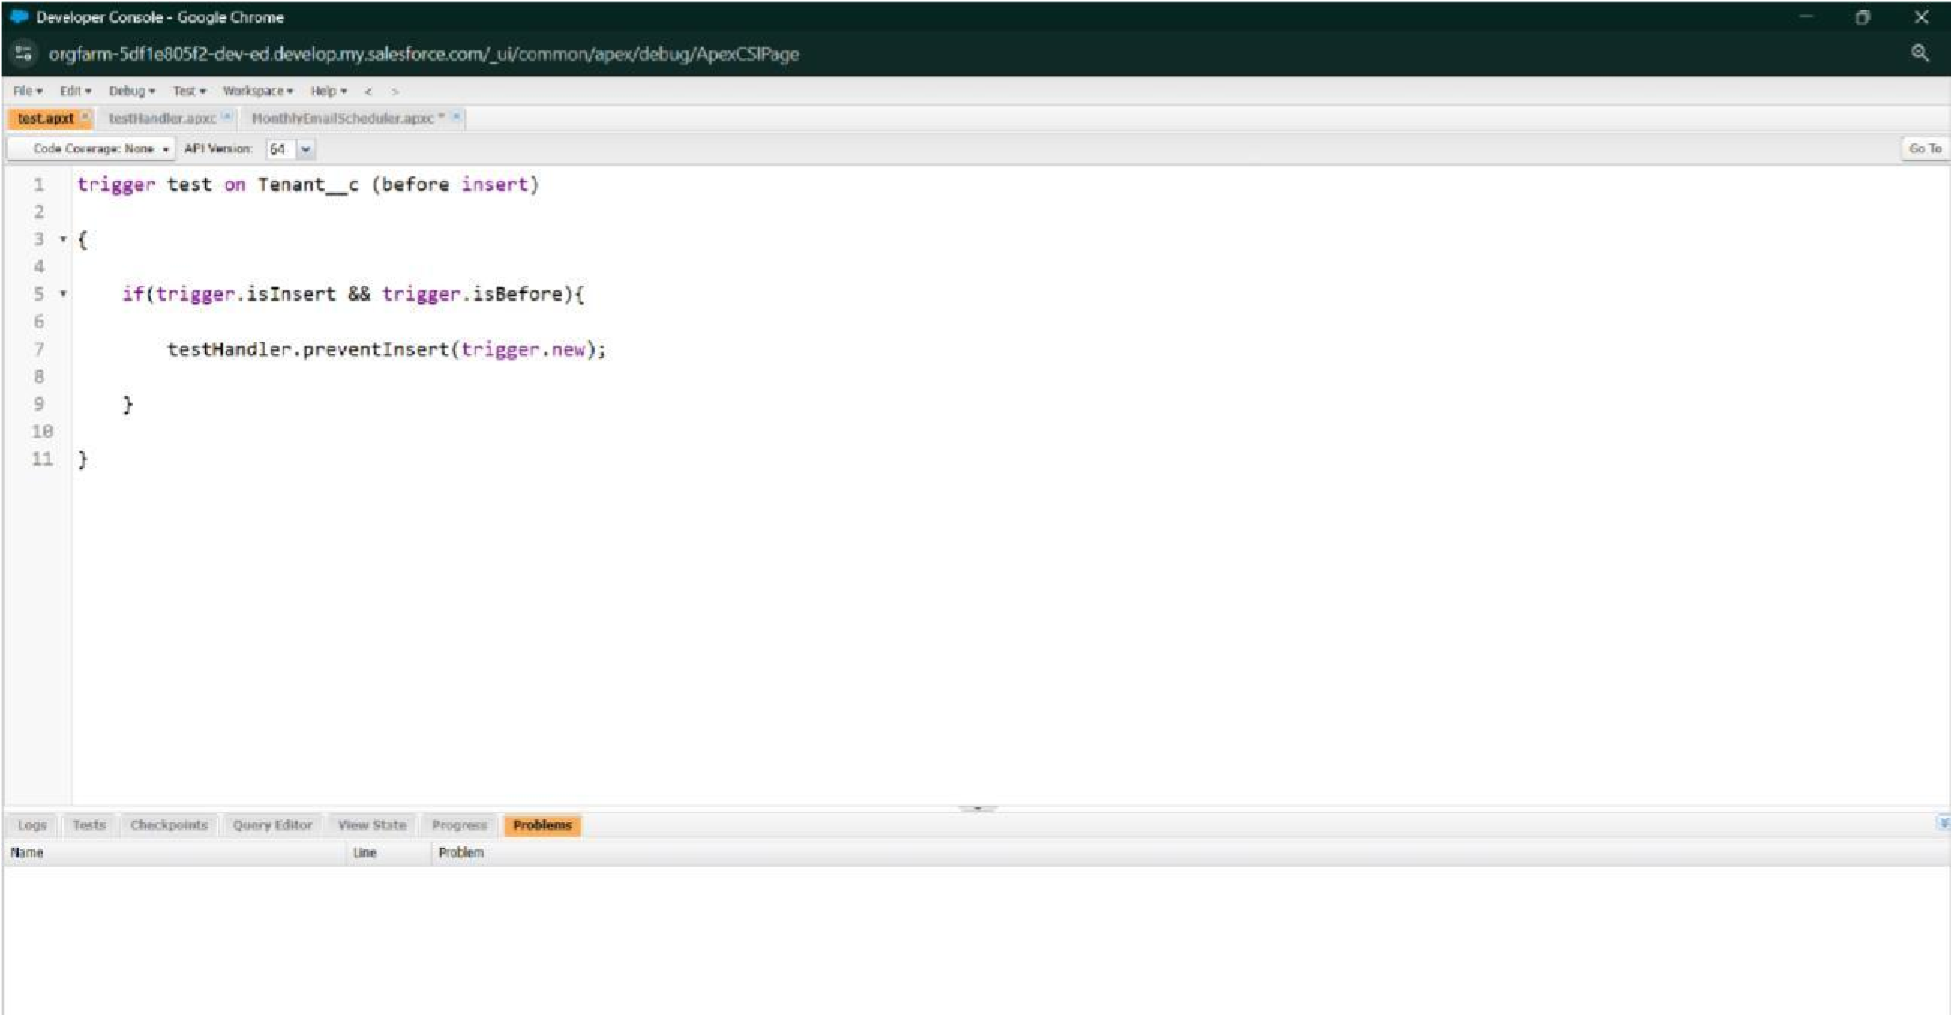 Developer Console - Google Chrome
orgfarm-5df1e805f2-dev-ed.develop.my.salesforce.com/_ui/common/apex/debug/ApexCSIPage
File Edit Debug Test Workspace Help < >
test.apxt testHandler.apxc MonthlyEmailScheduler.apxc *
Code Coverage: None API Version: 64 Go To
1 trigger test on Tenant__c (before insert)
2
3 {
4
5 if(trigger.isInsert && trigger.isBefore){
6
7 testHandler.preventInsert(trigger.new);
8
9 }
10
11 }
Logs Tests Checkpoints Query Editor View State Progress Problems
Name Line Problem